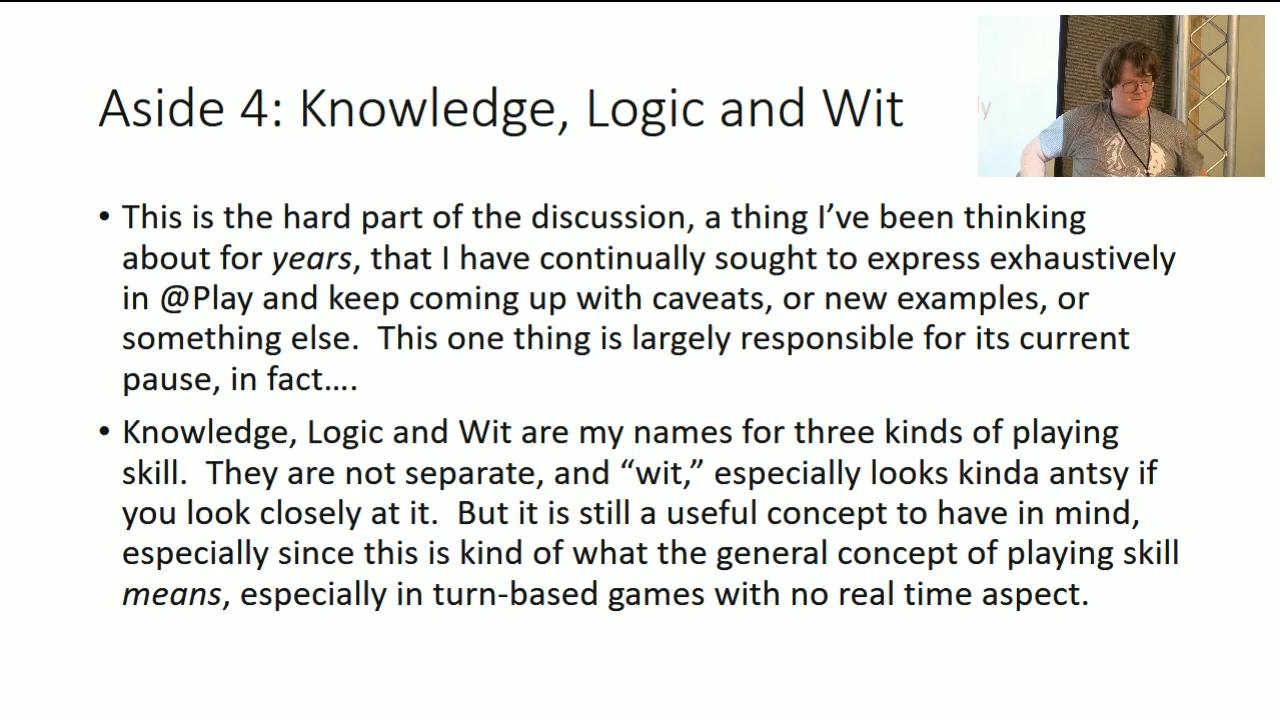 Aside 4: Knowledge, Logic and Wit
ly
• This is the hard part of the discussion, a thing I’ve been thinking
about for years, that I have continually sought to express exhaustively
in @Play and keep coming up with caveats, or new examples, or
something else.  This one thing is largely responsible for its current
pause, in fact….
• Knowledge, Logic and Wit are my names for three kinds of playing
skill.  They are not separate, and “wit,” especially looks kinda antsy if
you look closely at it.  But it is still a useful concept to have in mind,
especially since this is kind of what the general concept of playing skill
means, especially in turn-based games with no real time aspect.